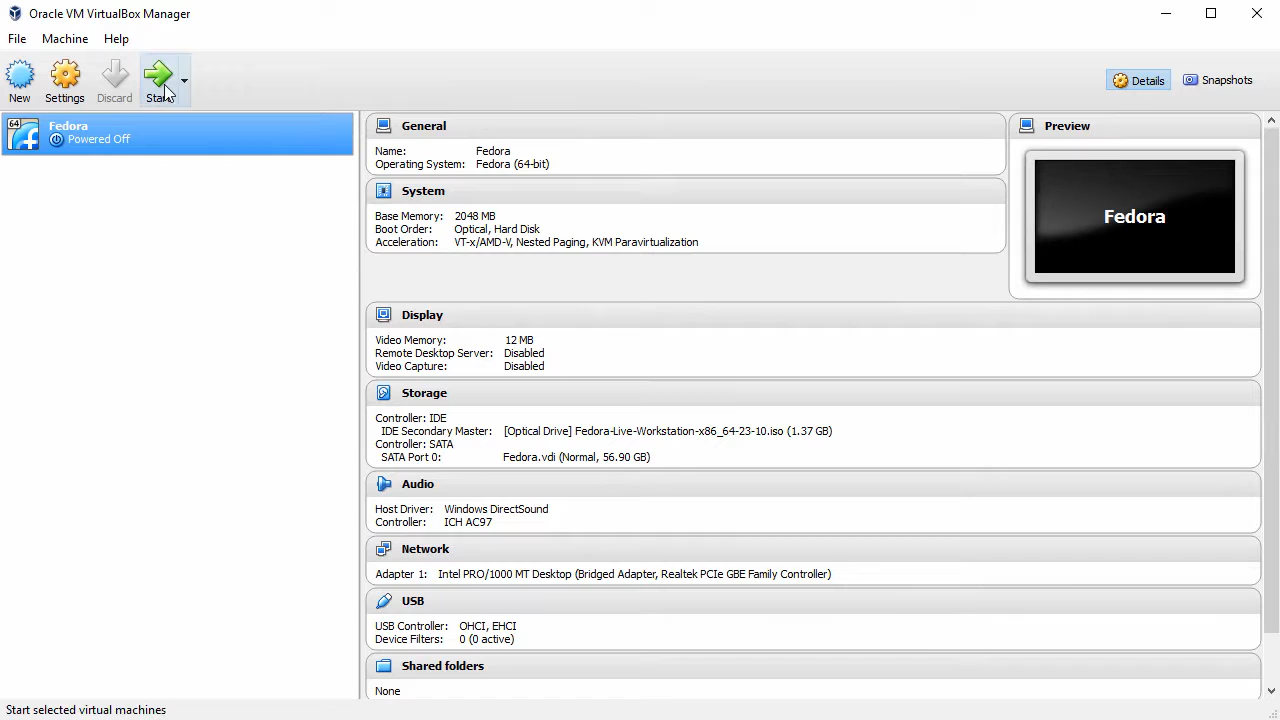 Oracle VM VirtualBox Manager
File Machine Help
New Settings Discard Start
Details Snapshots
64
Fedora
Powered Off
General
Name: Fedora
Operating System: Fedora (64-bit)
System
Base Memory: 2048 MB
Boot Order: Optical, Hard Disk
Acceleration: VT-x/AMD-V, Nested Paging, KVM Paravirtualization
Preview
Fedora
Display
Video Memory: 12 MB
Remote Desktop Server: Disabled
Video Capture: Disabled
Storage
Controller: IDE
IDE Secondary Master: [Optical Drive] Fedora-Live-Workstation-x86_64-23-10.iso (1.37 GB)
Controller: SATA
SATA Port 0: Fedora.vdi (Normal, 56.90 GB)
Audio
Host Driver: Windows DirectSound
Controller: ICH AC97
Network
Adapter 1: Intel PRO/1000 MT Desktop (Bridged Adapter, Realtek PCIe GBE Family Controller)
USB
USB Controller: OHCI, EHCI
Device Filters: 0 (0 active)
Shared folders
None
Start selected virtual machines